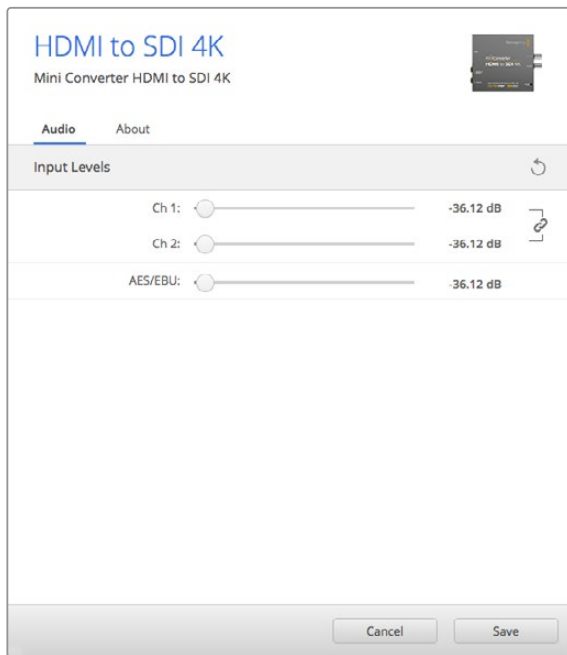 HDMI to SDI 4K
Mini Converter HDMI to SDI 4K
Audio About
Input Levels
Ch 1: -36.12 dB
Ch 2: -36.12 dB
AES/EBU: -36.12 dB
Cancel Save